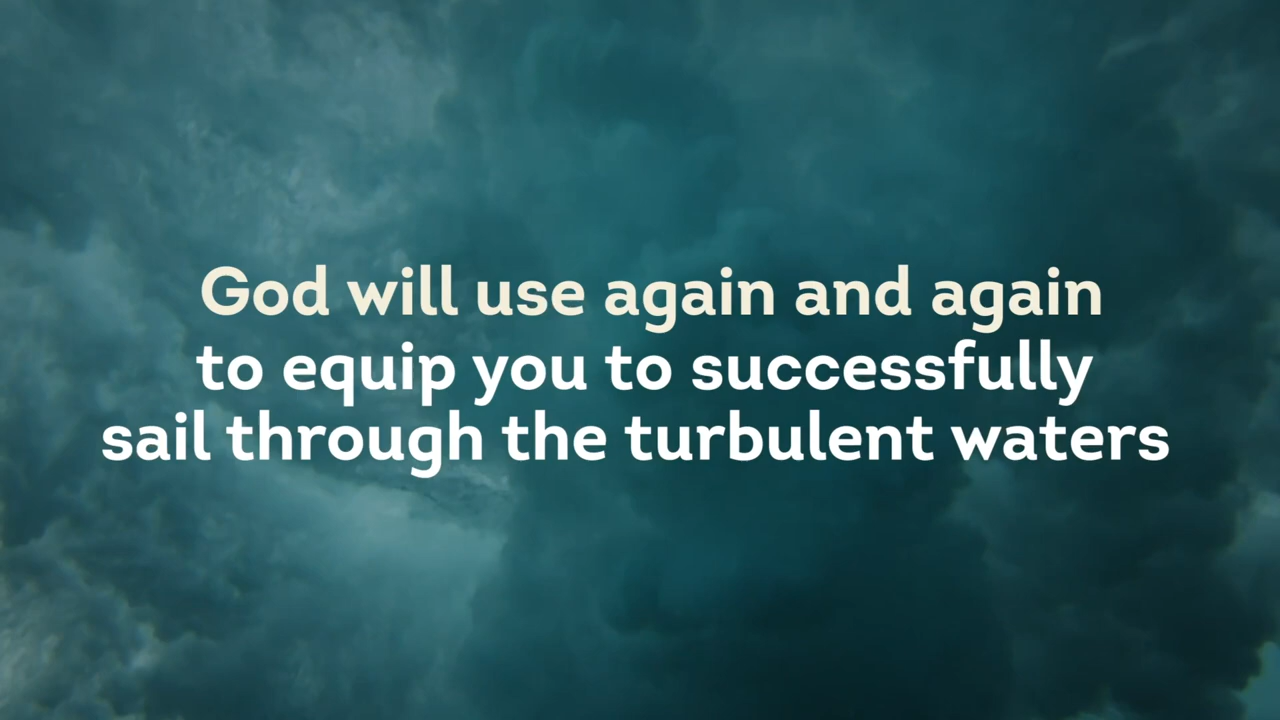 God will use again and again
to equip you to successfully
sail through the turbulent waters